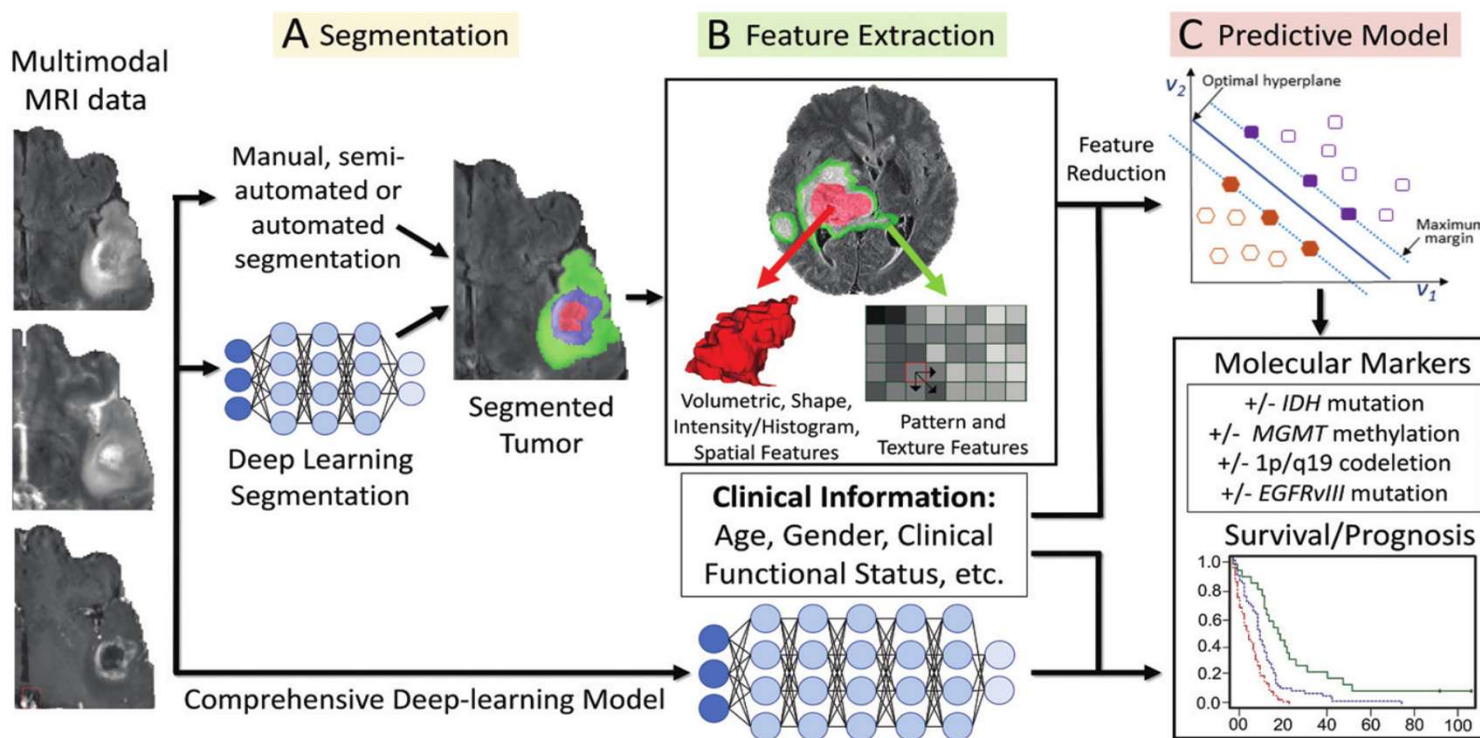 A Segmentation
B Feature Extraction
C Predictive Model
Multimodal
MRI data
Manual, semi-
automated or
automated
segmentation
Deep Learning
Segmentation
Segmented
Tumor
Volumetric, Shape,
Intensity/Histogram,
Spatial Features
Pattern and
Texture Features
Feature
Reduction
V2
Optimal hyperplane
Maximum
margin
V1
Clinical Information:
Age, Gender, Clinical
Functional Status, etc.
Comprehensive Deep-learning Model
Molecular Markers
+/- IDH mutation
+/- MGMT methylation
+/- 1p/q19 codeletion
+/- EGFRvIII mutation
Survival/Prognosis
1.0
0.8
0.6
0.4
0.2
0.0
00 20 40 60 80 100